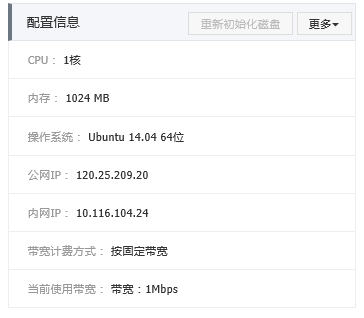 配置信息
重新初始化磁盘
更多
CPU： 1核
内存： 1024 MB
操作系统： Ubuntu 14.04 64位
公网IP： 120.25.209.20
内网IP： 10.116.104.24
带宽计费方式： 按固定带宽
当前使用带宽： 带宽：1Mbps